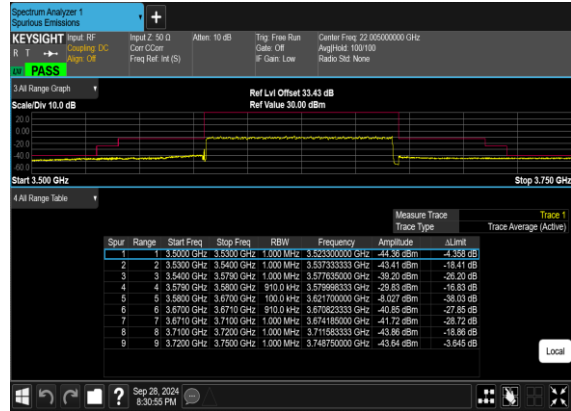 Spectrum Analyzer 1
Spurious Emissions
KEYSIGHT Input: RF
R T Coupling: DC
Align: Off
LW PASS
Input Z: 50 Ω
Corr CCorr
Freq Ref: Int (S)
Atten: 10 dB
Trig: Free Run
Gate: Off
IF Gain: Low
Center Freq: 22.005000000 GHz
Avg|Hold: 100/100
Radio Std: None
3 All Range Graph
Scale/Div 10.0 dB
Ref Lvl Offset 33.43 dB
Ref Value 30.00 dBm
20.0
0.00
-20.0
-40.0
-60.0
Start 3.500 GHz
Stop 3.750 GHz
4 All Range Table
Measure Trace Trace 1
Trace Type Trace Average (Active)
Spur Range Start Freq Stop Freq RBW Frequency Amplitude ΔLimit
1 1 3.5000 GHz 3.5300 GHz 1.000 MHz 3.523300000 GHz -44.36 dBm -4.358 dB
2 2 3.5300 GHz 3.5400 GHz 1.000 MHz 3.537333333 GHz -43.41 dBm -18.41 dB
3 3 3.5400 GHz 3.5790 GHz 1.000 MHz 3.577635000 GHz -39.20 dBm -26.20 dB
4 4 3.5790 GHz 3.5800 GHz 910.0 kHz 3.579998333 GHz -29.83 dBm -16.83 dB
5 5 3.5800 GHz 3.6700 GHz 100.0 kHz 3.621700000 GHz -8.027 dBm -38.03 dB
6 6 3.6700 GHz 3.6710 GHz 910.0 kHz 3.670823333 GHz -40.85 dBm -27.85 dB
7 7 3.6710 GHz 3.7100 GHz 1.000 MHz 3.674185000 GHz -41.72 dBm -28.72 dB
8 8 3.7100 GHz 3.7200 GHz 1.000 MHz 3.711583333 GHz -43.86 dBm -18.86 dB
9 9 3.7200 GHz 3.7500 GHz 1.000 MHz 3.748750000 GHz -43.64 dBm -3.645 dB
Local
Sep 28, 2024
8:30:55 PM